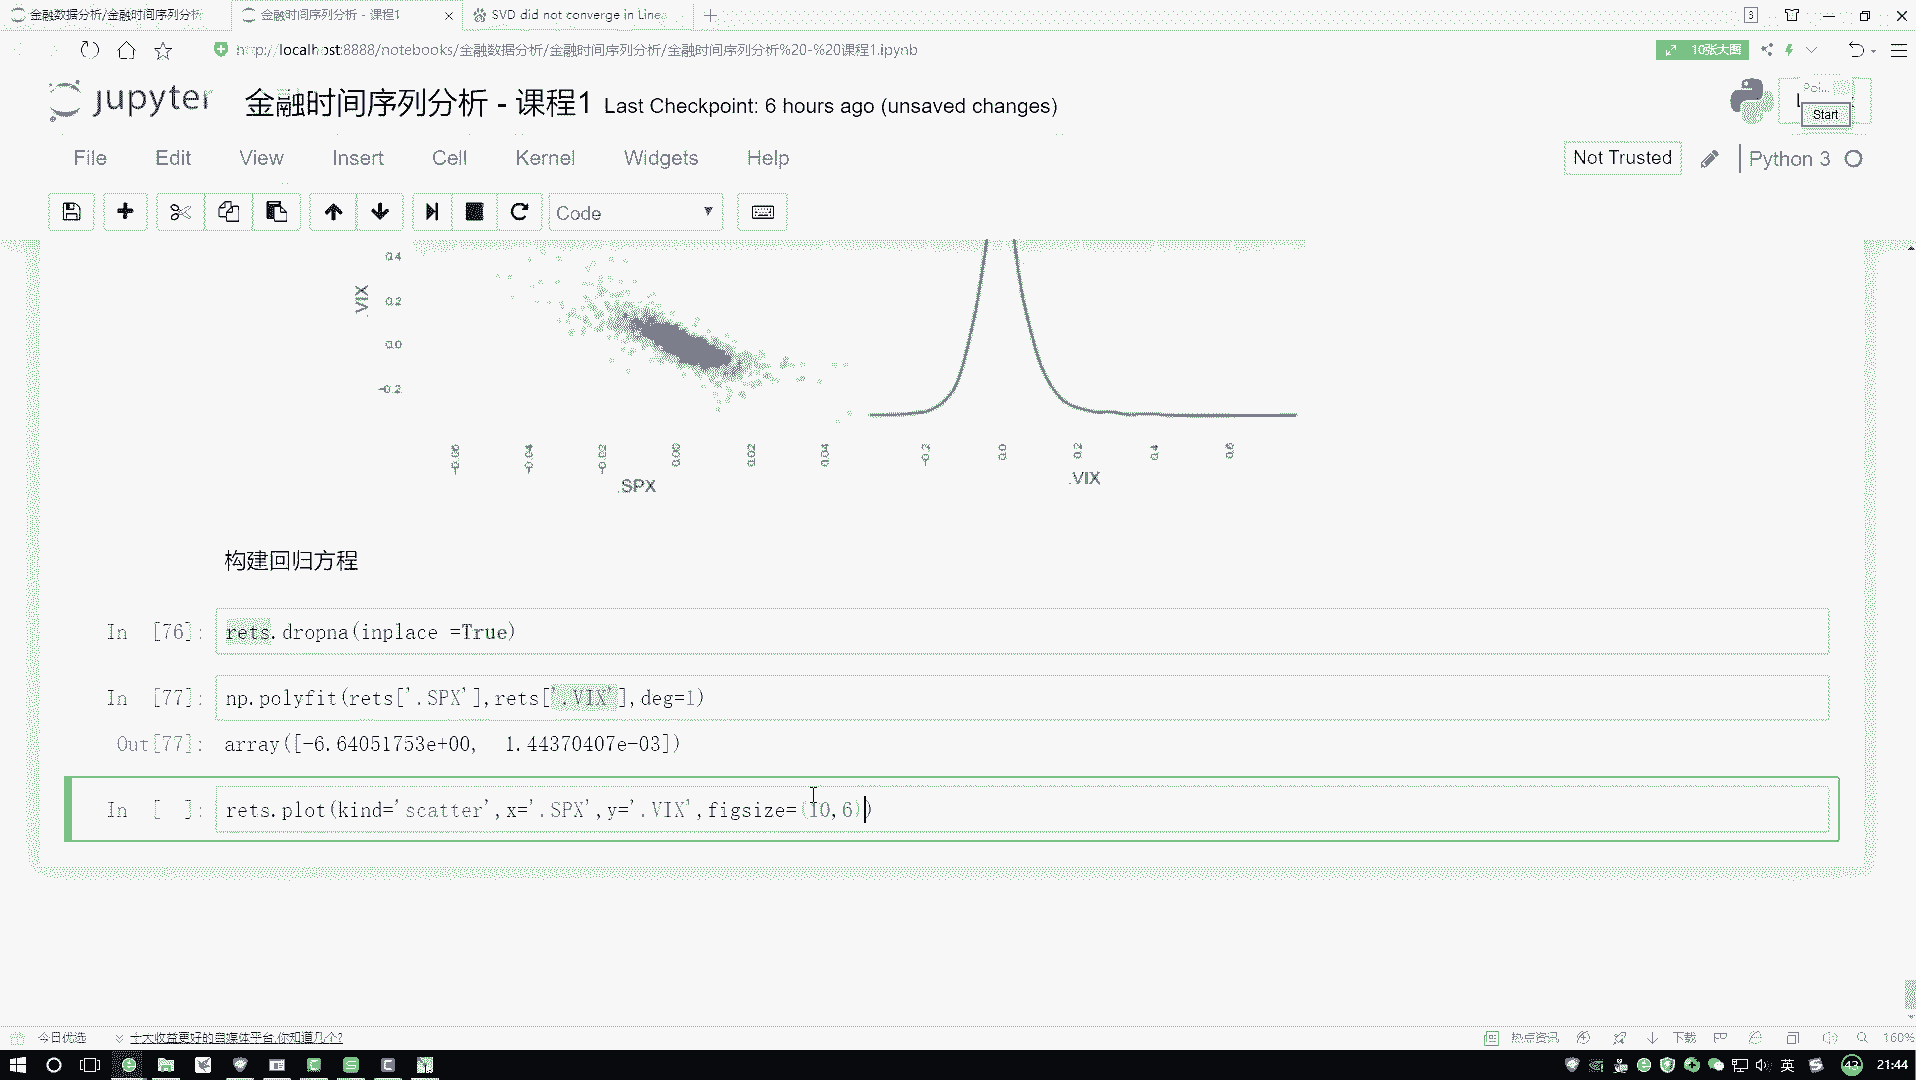 金融数据分析/金融时间序列分析
金融时间序列分析 - 课程1
SVD did not converge in Linea
3
http://localhost:8888/notebooks/金融数据分析/金融时间序列分析/金融时间序列分析%20-%20课程1.ipynb
10张大图
jupyter 金融时间序列分析 - 课程1 Last Checkpoint: 6 hours ago (unsaved changes)
Poi...
Start
File Edit View Insert Cell Kernel Widgets Help
Not Trusted
Python 3
Code
.VIX
0.4
0.2
0.0
-0.2
-0.06 -0.04 -0.02 0.00 0.02 0.04
-0.2 0.0 0.2 0.4 0.6
.SPX
.VIX
构建回归方程
In [76]: rets.dropna(inplace =True)
In [77]: np.polyfit(rets['.SPX'],rets['.VIX'],deg=1)
Out[77]: array([-6.64051753e+00, 1.44370407e-03])
In [ ]: rets.plot(kind='scatter',x='.SPX',y='.VIX',figsize=(10,6))
今日优选
十大收益更好的自媒体平台,你知道几个?
热点资讯
下载
160%
英
43
21:44